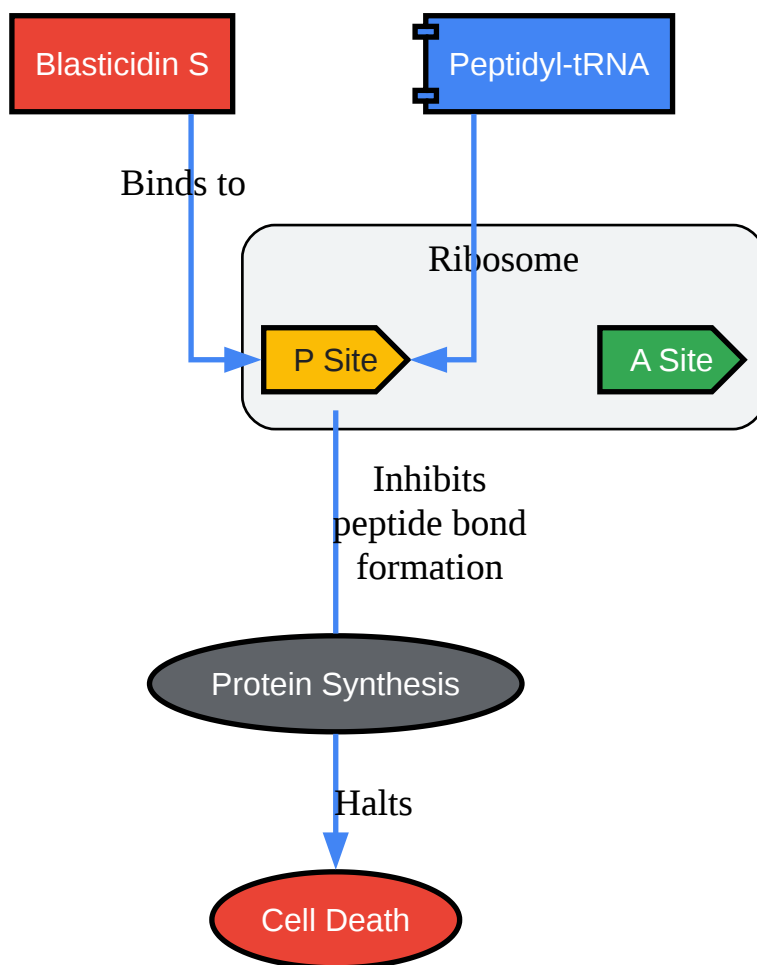 Blasticidin S
Peptidyl-tRNA
Binds to
Ribosome
P Site
A Site
Inhibits
peptide bond
formation
Protein Synthesis
Halts
Cell Death